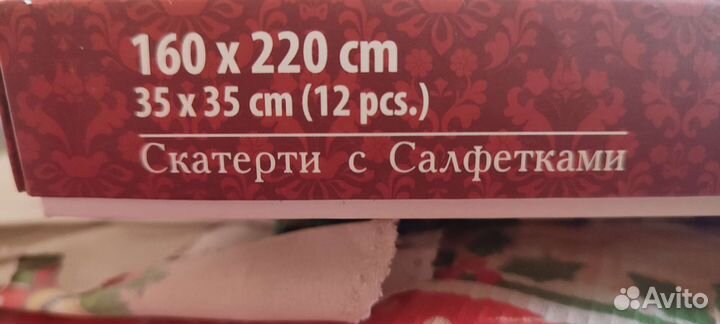 160 x 220 cm
35 x 35 cm (12 pcs.)
Скатерти с Салфетками
Avito